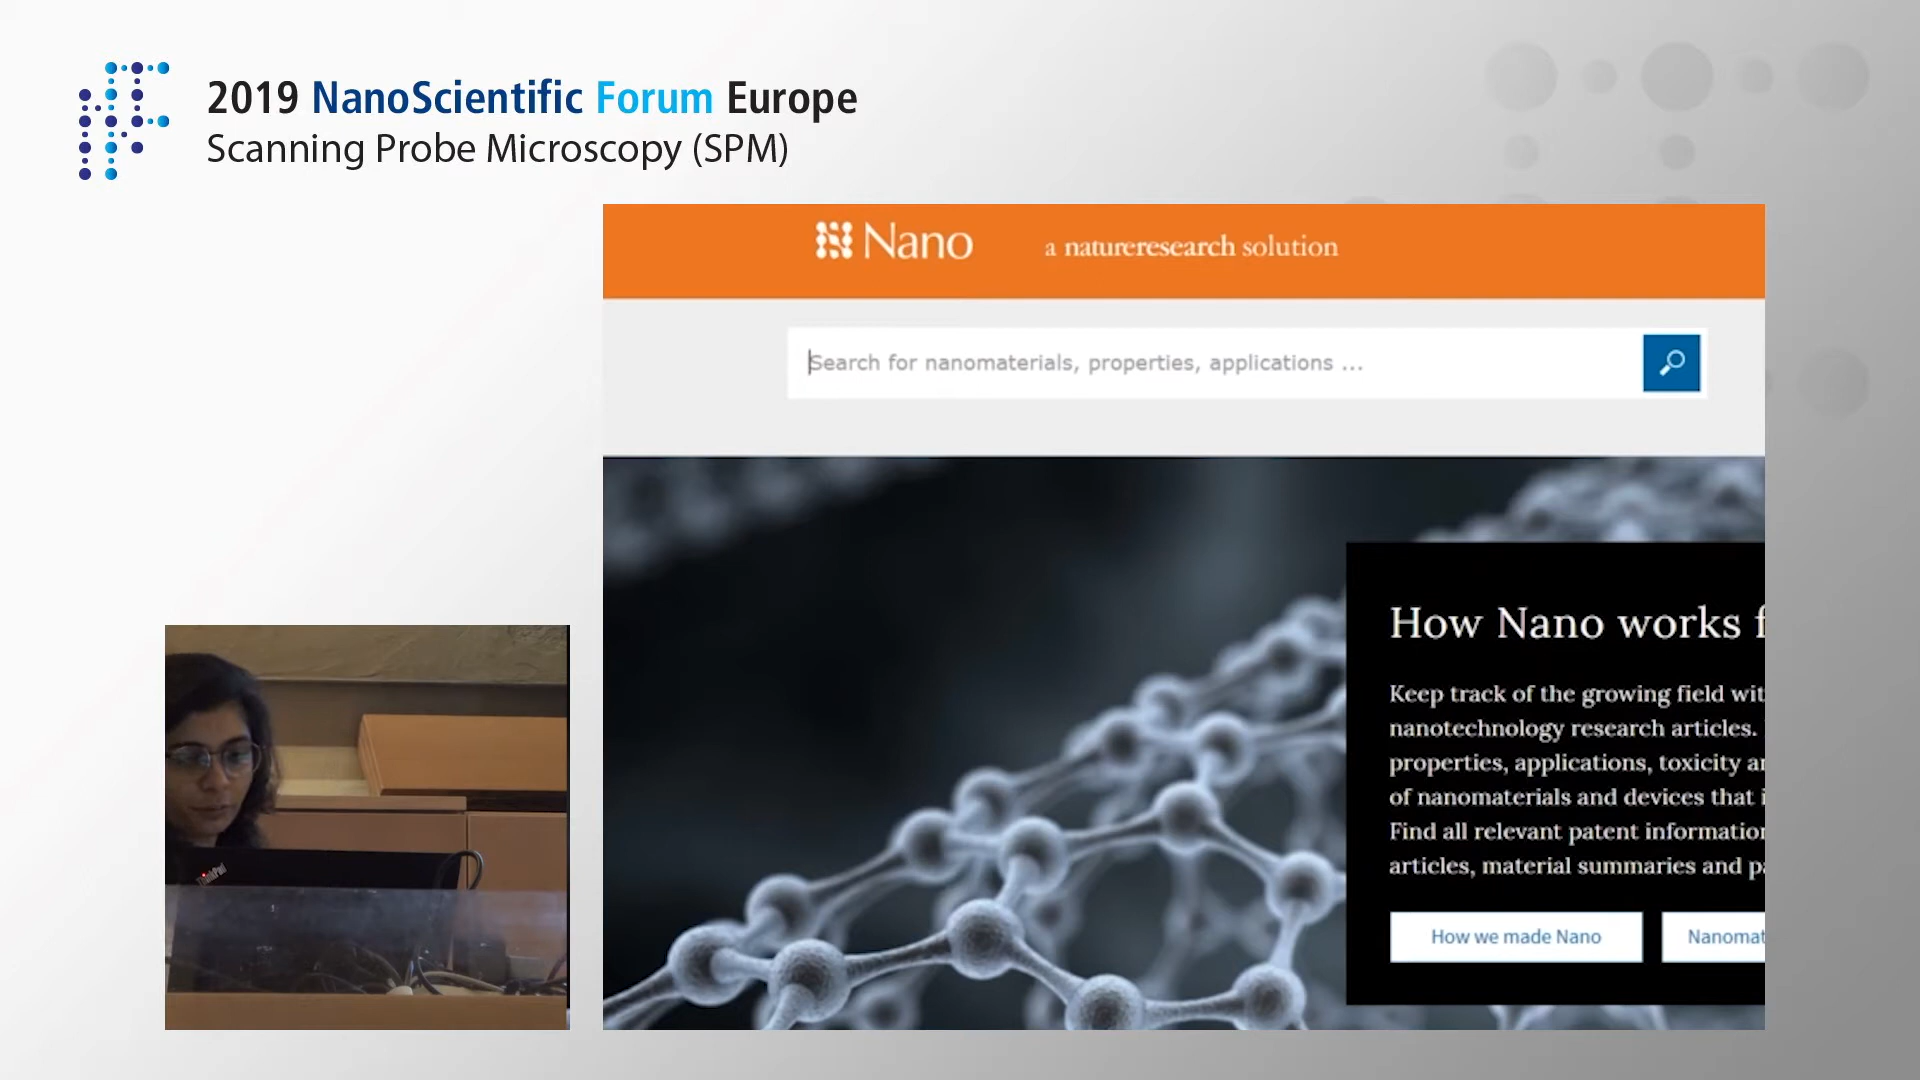 2019 NanoScientific Forum Europe
Scanning Probe Microscopy (SPM)
Nano
a natureresearch solution
Search for nanomaterials, properties, applications ...
How Nano works f
Keep track of the growing field wit
nanotechnology research articles.
properties, applications, toxicity a
of nanomaterials and devices that i
Find all relevant patent information
articles, material summaries and p
How we made Nano
Nanomat
ThinkPad